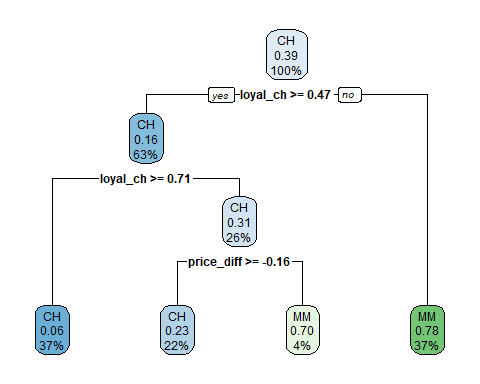 CH
0.39
100%
yes loyal_ch >= 0.47 no
CH
0.16
63%
loyal_ch >= 0.71
CH
0.31
26%
price_diff >= -0.16
CH
0.06
37%
CH
0.23
22%
MM
0.70
4%
MM
0.78
37%